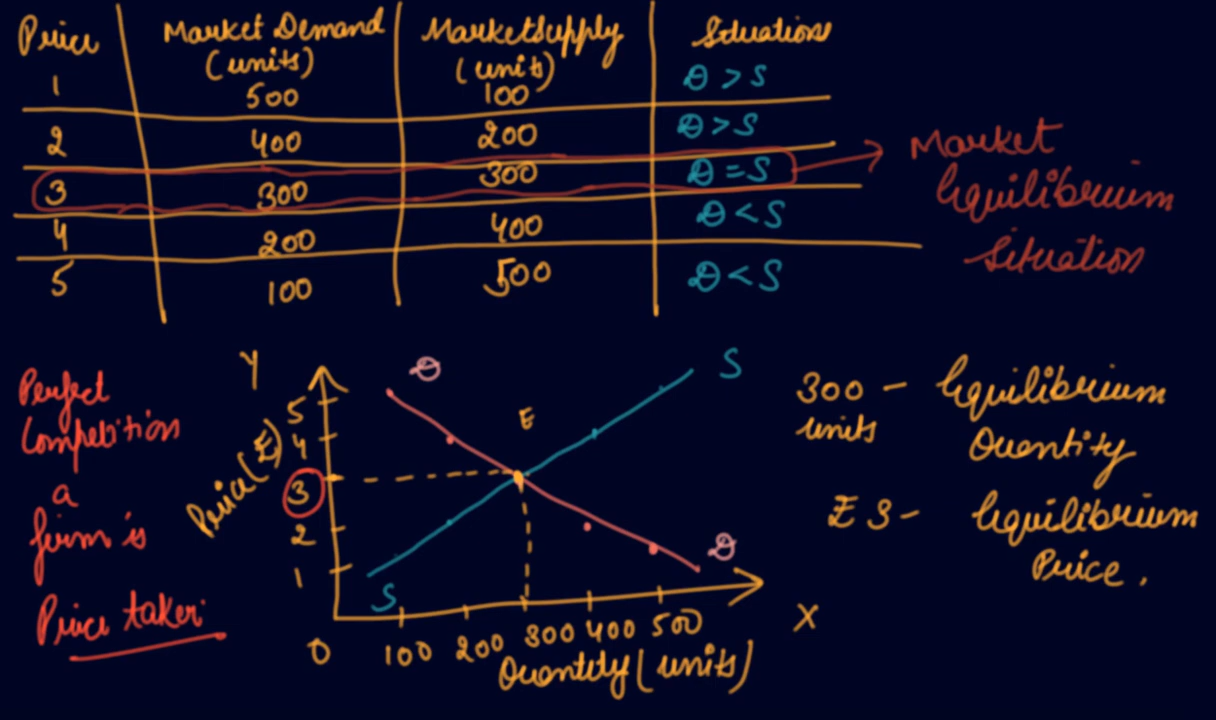 Price Market Demand (units) Market Supply (units) Situations
1 500 100 D > S
2 400 200 D > S
3 300 300 D = S
4 200 400 D < S
5 100 500 D < S
Market
Equilibrium
Situation
Perfect
Competition
a
firm is
Price taker
Y
Price (£)
5
4
3
2
1
0
D
S
E
S
D
100 200 300 400 500
X
Quantity (units)
300 – Equilibrium
units Quantity
£ 3 – Equilibrium
Price.